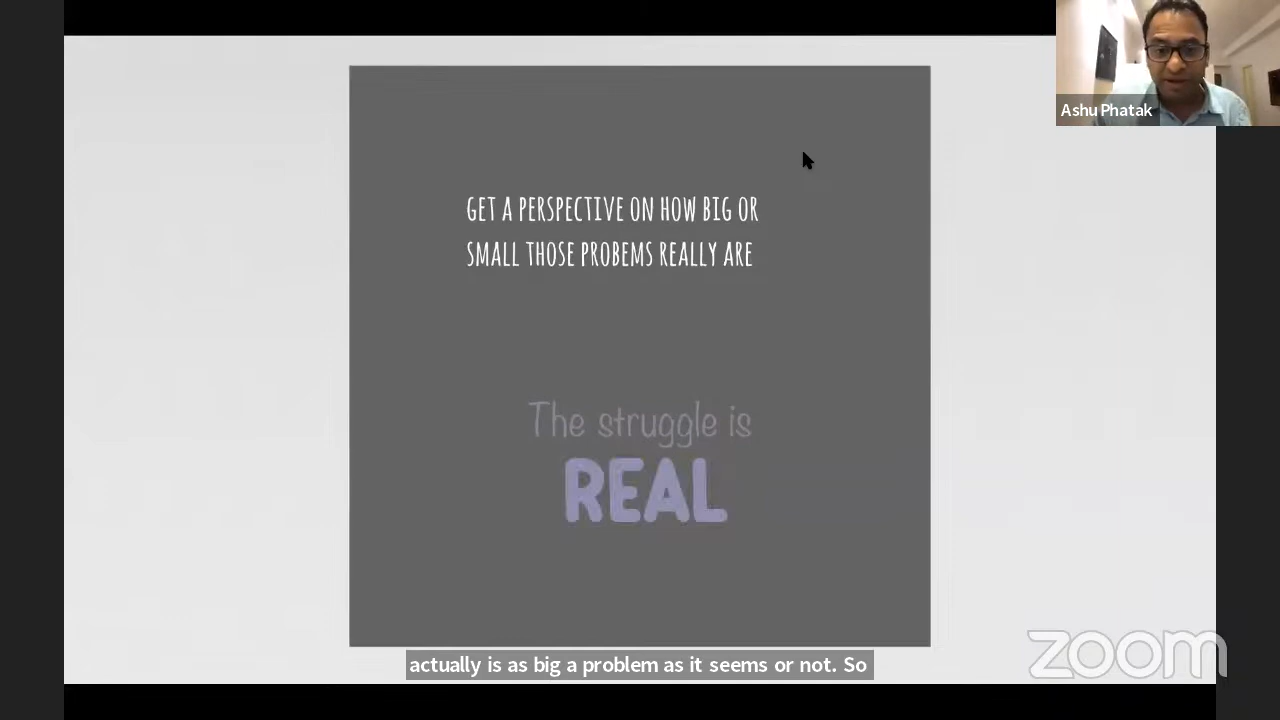 Ashu Phatak
GET A PERSPECTIVE ON HOW BIG OR
SMALL THOSE PROBEMS REALLY ARE
The struggle is
REAL
actually is as big a problem as it seems or not. So
zoom